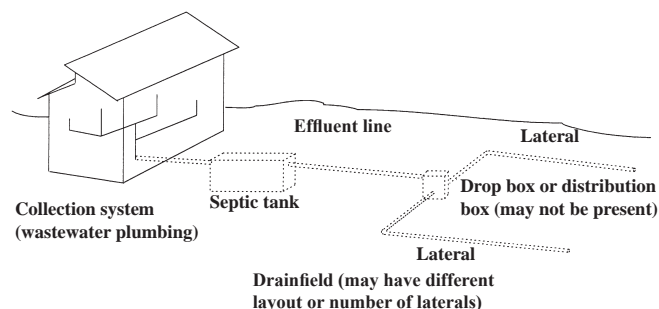 Effluent line
Lateral
Septic tank
Drop box or distribution
box (may not be present)
Collection system
(wastewater plumbing)
Lateral
Drainfield (may have different
layout or number of laterals)